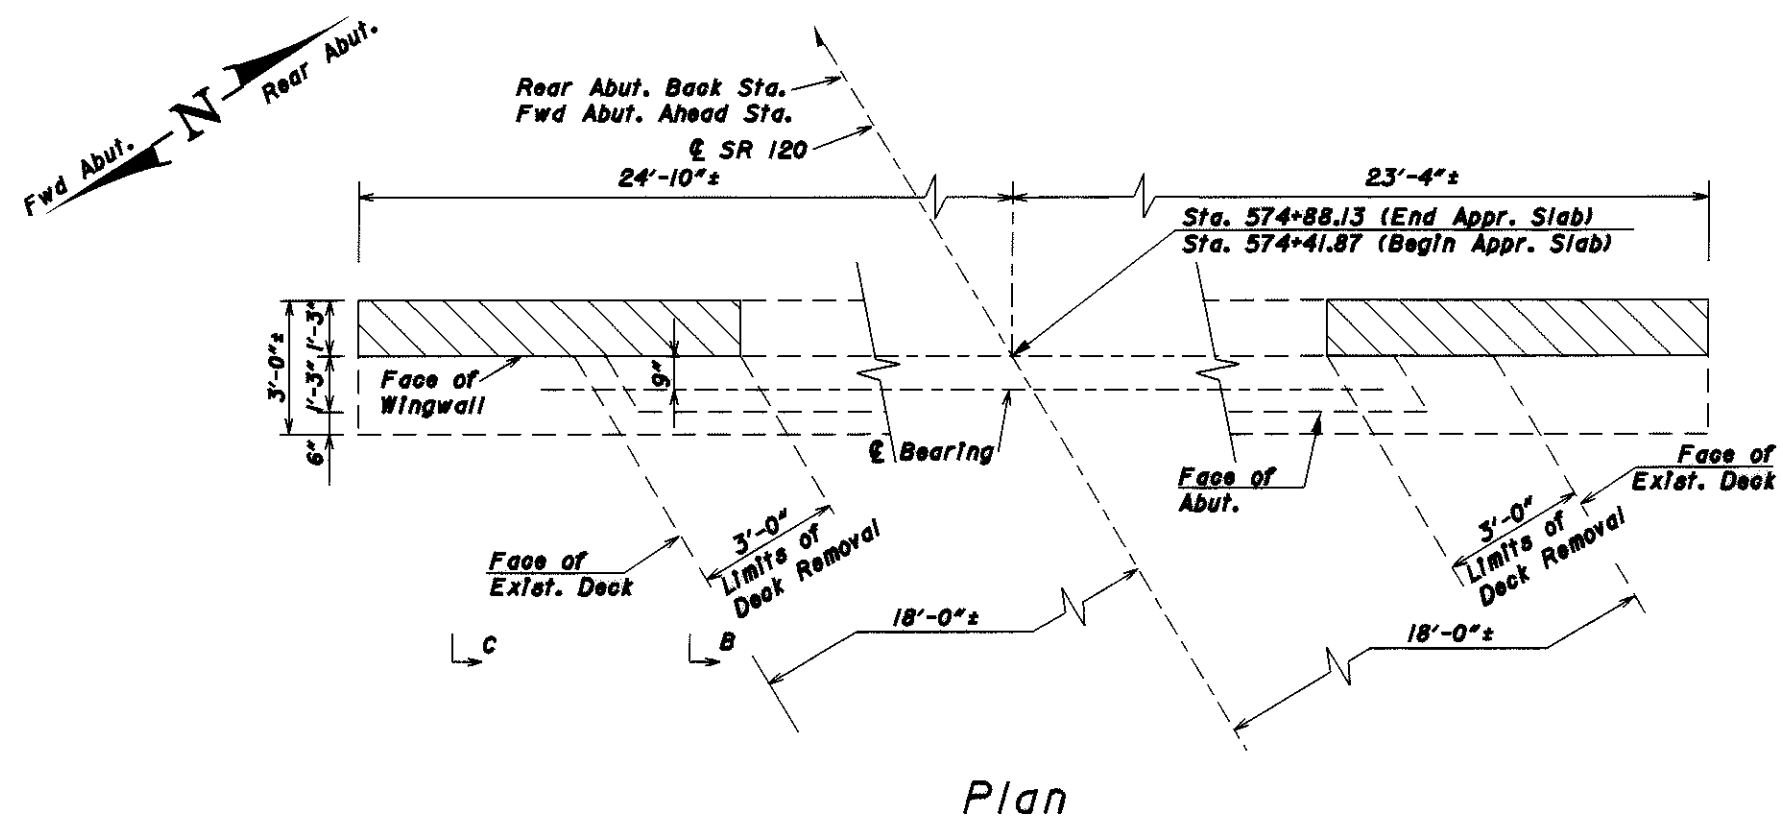 Rear Abut.
N
Fwd Abut.
Rear Abut. Back Sta.
Fwd Abut. Ahead Sta.
℄ SR 120
24'-10"±
23'-4"±
Sta. 574+88.13 (End Appr. Slab)
Sta. 574+41.87 (Begin Appr. Slab)
3'-0"±
1'-3"
1'-3"
6"
9"
Face of
Wingwall
℄ Bearing
Face of
Abut.
Face of
Exist. Deck
Face of
Exist. Deck
3'-0"
Limits of
Deck Removal
3'-0"
Limits of
Deck Removal
18'-0"±
18'-0"±
C
B
Plan